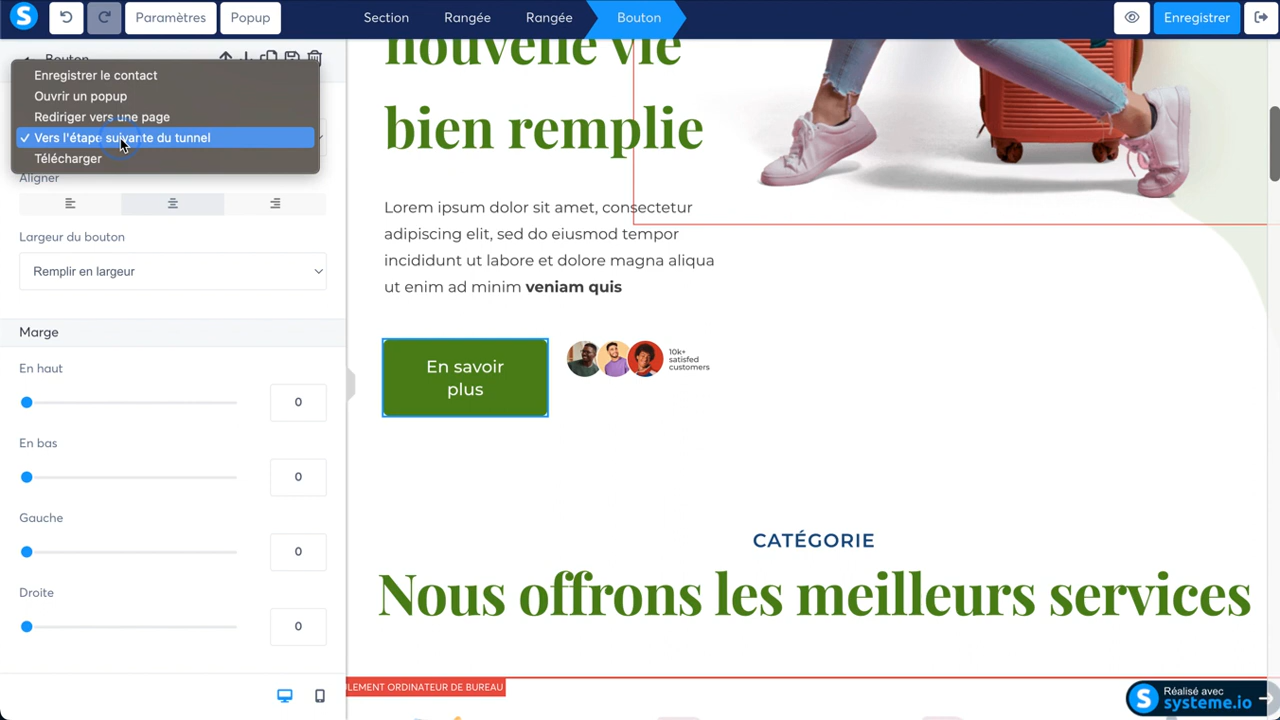 S
Paramètres
Popup
Section
Rangée
Rangée
Bouton
Enregistrer
Bouton
Enregistrer le contact
Ouvrir un popup
Rediriger vers une page
✓ Vers l'étape suivante du tunnel
Télécharger
Aligner
Largeur du bouton
Remplir en largeur
Marge
En haut
0
En bas
0
Gauche
0
Droite
0
nouvelle vie
bien remplie
Lorem ipsum dolor sit amet, consectetur
adipiscing elit, sed do eiusmod tempor
incididunt ut labore et dolore magna aliqua
ut enim ad minim veniam quis
En savoir
plus
10k+
satisfed
customers
CATÉGORIE
Nous offrons les meilleurs services
ULEMENT ORDINATEUR DE BUREAU
S
Réalisé avec
systeme.io